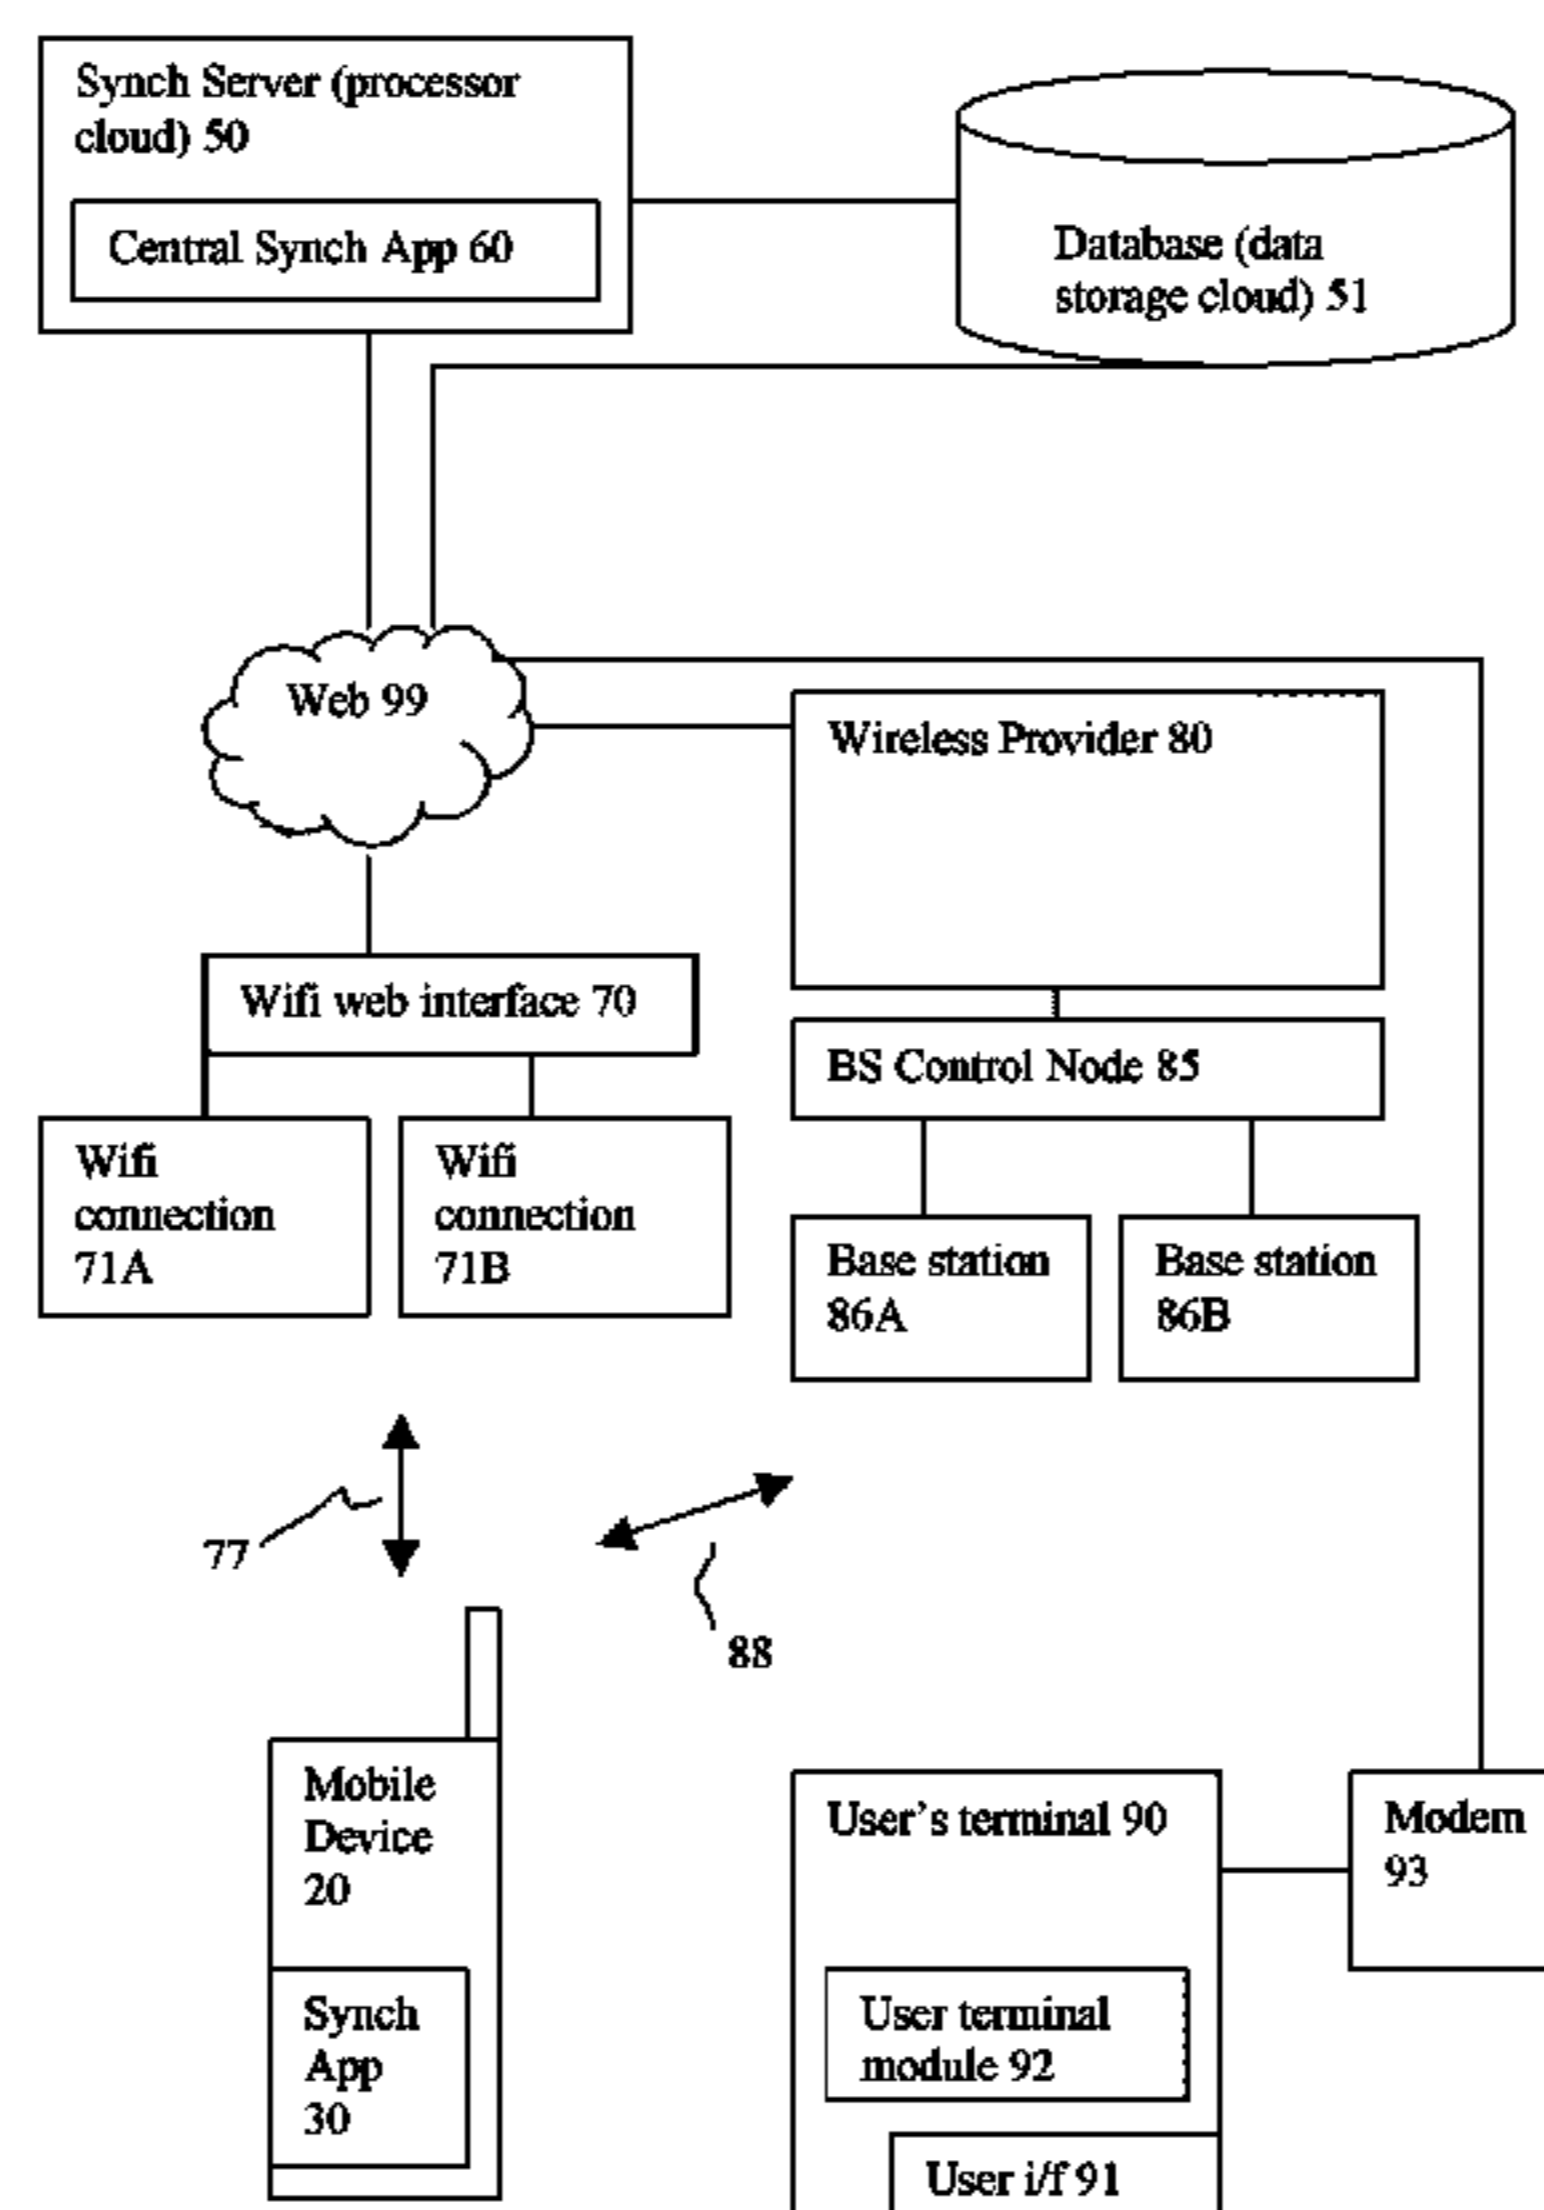 Synch Server (processor
cloud) 50
Central Synch App 60
Database (data
storage cloud) 51
Web 99
Wireless Provider 80
Wifi web interface 70
BS Control Node 85
Wifi
connection
71A
Wifi
connection
71B
Base station
86A
Base station
86B
77
88
Mobile
Device
20
Synch
App
30
User's terminal 90
Modem
93
User terminal
module 92
User i/f 91